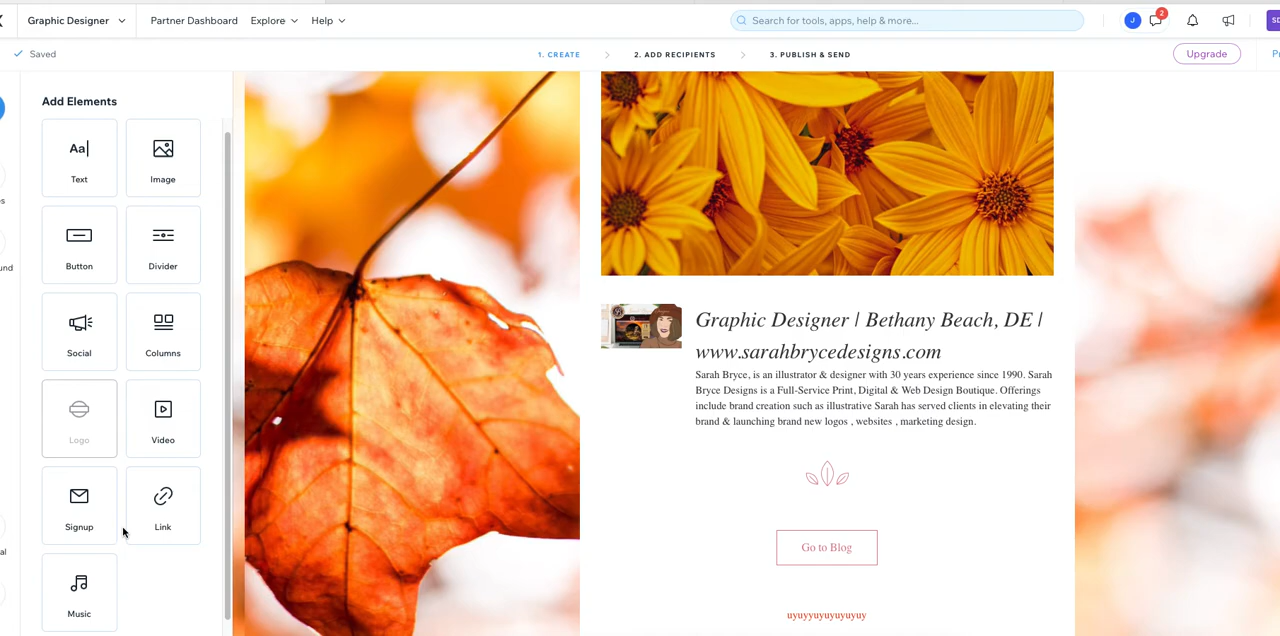 Graphic Designer
Partner Dashboard
Explore
Help
Search for tools, apps, help & more...
J
2
Saved
1. CREATE
2. ADD RECIPIENTS
3. PUBLISH & SEND
Upgrade
Add Elements
Text
Image
Button
Divider
Social
Columns
Logo
Video
Signup
Link
Music
Graphic Designer | Bethany Beach, DE |
www.sarahbrycedesigns.com
Sarah Bryce, is an illustrator & designer with 30 years experience since 1990. Sarah
Bryce Designs is a Full-Service Print, Digital & Web Design Boutique. Offerings
include brand creation such as illustrative Sarah has served clients in elevating their
brand & launching brand new logos , websites , marketing design.
Go to Blog
uyuyyuyuyuyuyuy